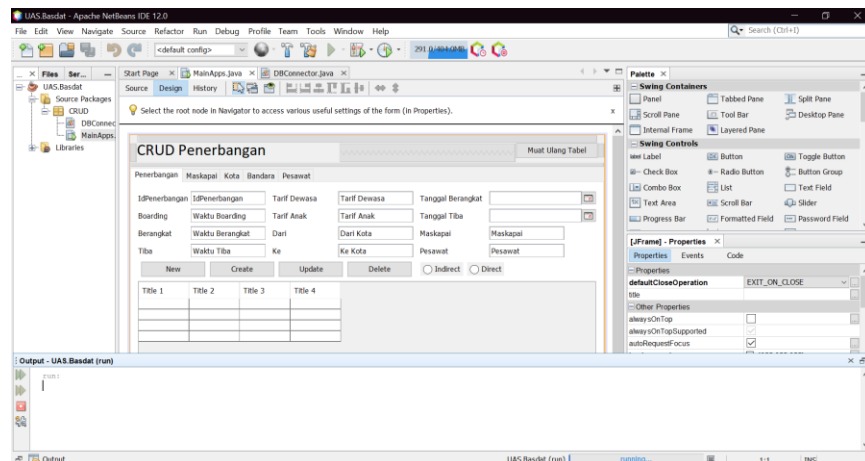 UAS.Basdat - Apache NetBeans IDE 12.0
File Edit View Navigate Source Refactor Run Debug Profile Team Tools Window Help
Search (Ctrl+I)
<default config>
Files Ser...
Start Page MainApps.java DBConnector.java
Palette
UAS.Basdat
Source Packages
CRUD
DBConnec
MainApps.
Libraries
Source Design History
Select the root node in Navigator to access various useful settings of the form (in Properties).
CRUD Penerbangan
Muat Ulang Tabel
Penerbangan Maskapai Kota Bandara Pesawat
IdPenerbangan IdPenerbangan Tarif Dewasa Tarif Dewasa Tanggal Berangkat
Boarding Waktu Boarding Tarif Anak Tarif Anak Tanggal Tiba
Berangkat Waktu Berangkat Dari Dari Kota Maskapai Maskapai
Tiba Waktu Tiba Ke Ke Kota Pesawat Pesawat
New Create Update Delete Indirect Direct
Title 1 Title 2 Title 3 Title 4
Swing Containers
Panel Tabbed Pane Split Pane
Scroll Pane Tool Bar Desktop Pane
Internal Frame Layered Pane
Swing Controls
Label Button Toggle Button
Check Box Radio Button Button Group
Combo Box List Text Field
Text Area Scroll Bar Slider
Progress Bar Formatted Field Password Field
[JFrame] - Properties
Properties Events Code
Properties
defaultCloseOperation EXIT_ON_CLOSE
title
Other Properties
alwaysOnTop
alwaysOnTopSupported
autoRequestFocus
Output - UAS.Basdat (run)
run:
Output
UAS.Basdat (run) running... 1:1 INS